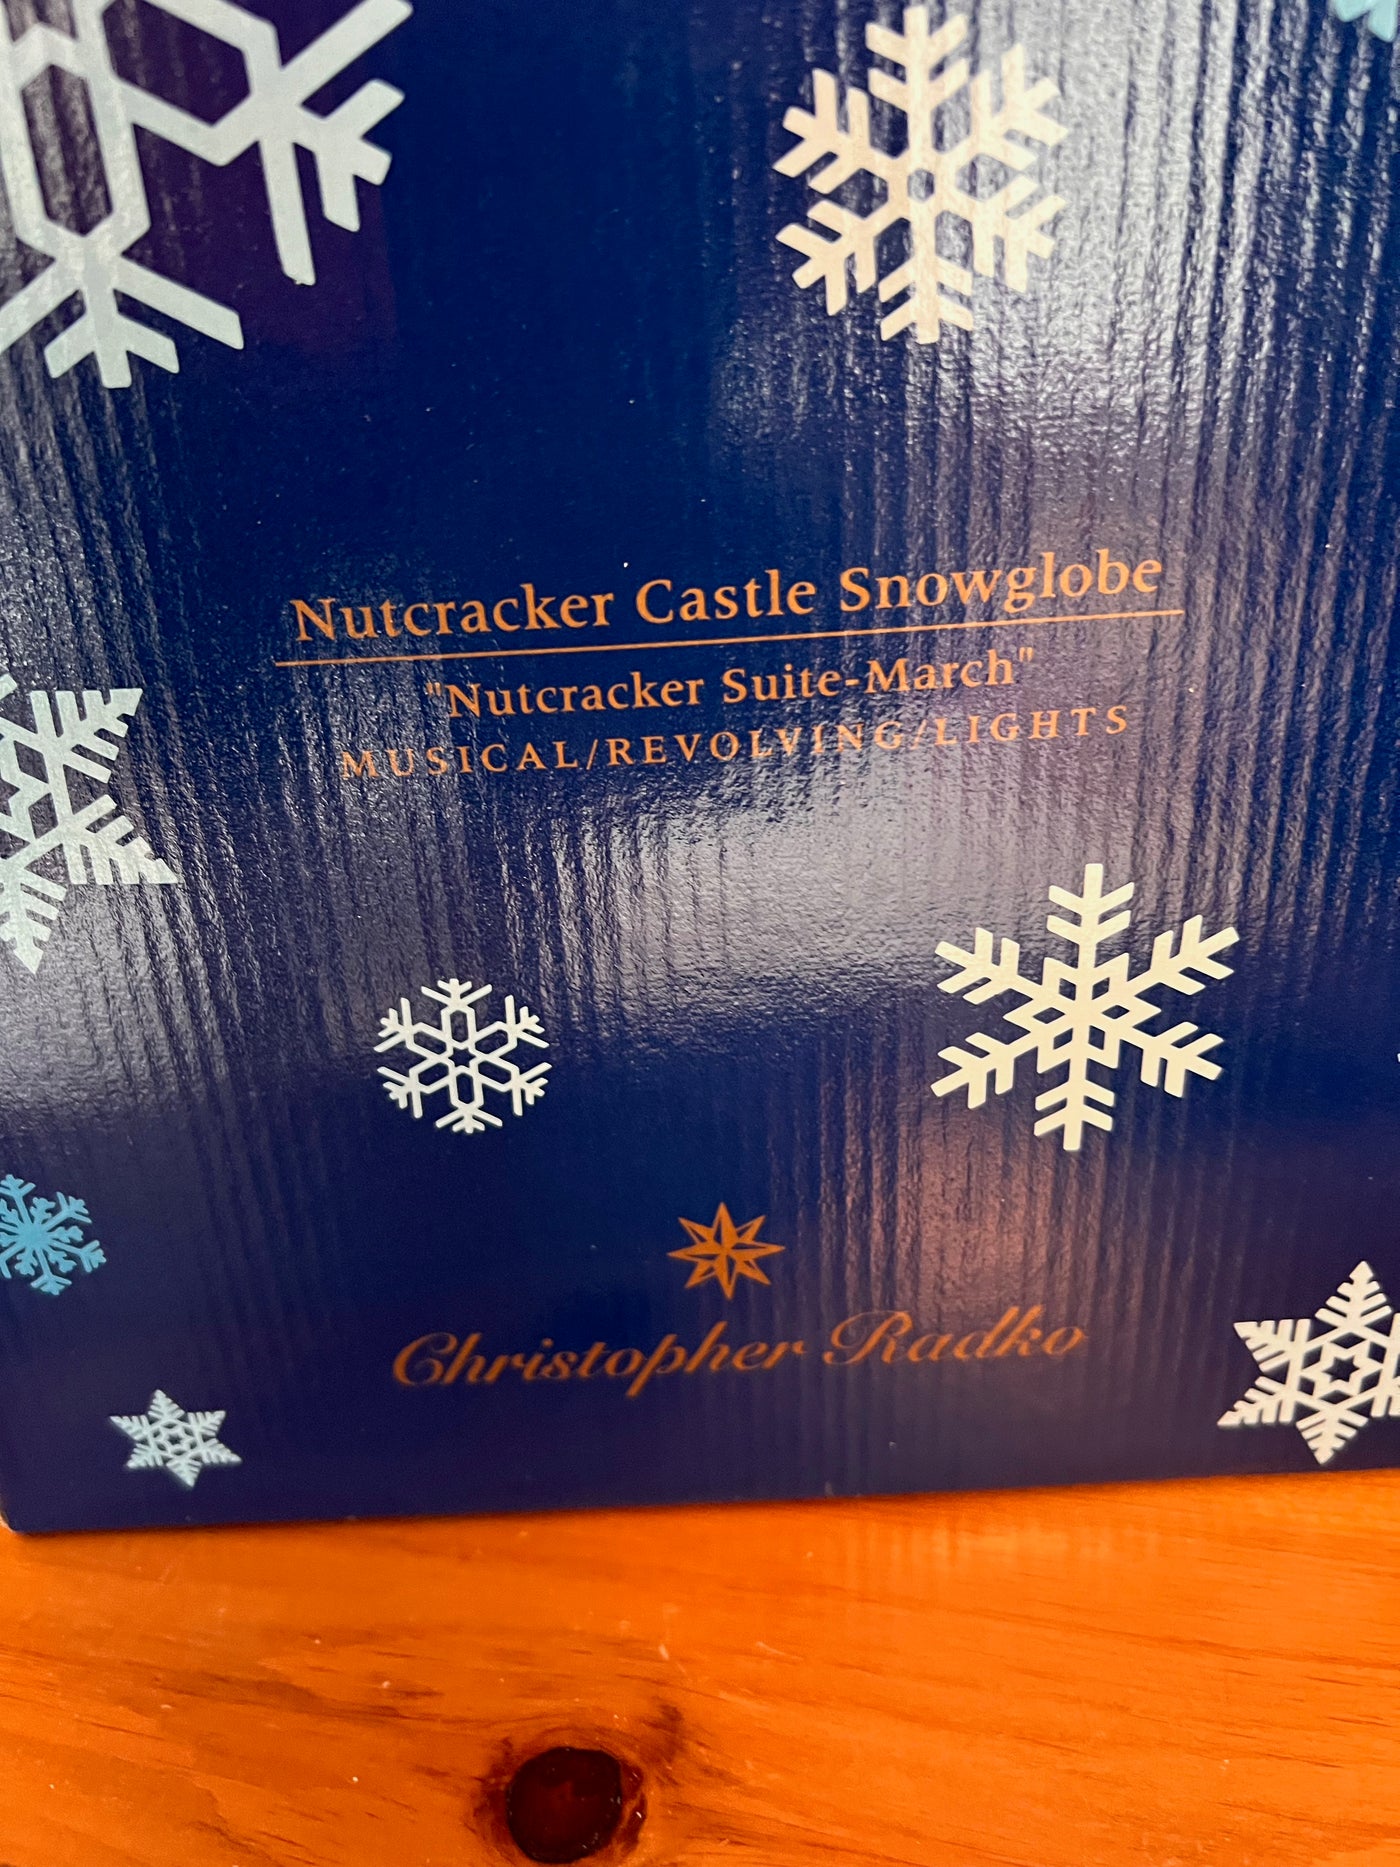 Nutcracker Castle Snowglobe
"Nutcracker Suite-March"
MUSICAL/REVOLVING/LIGHTS
Christopher Radko